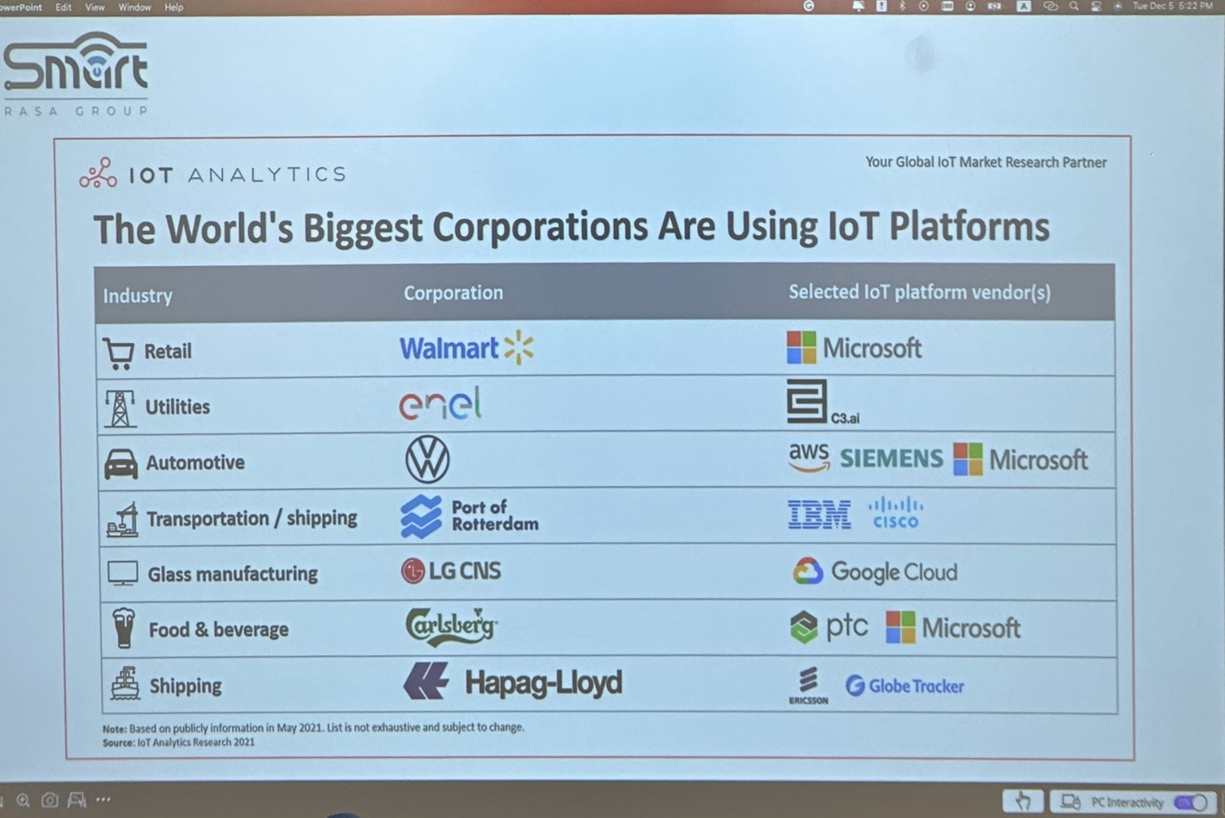 PowerPoint Edit View Window Help
A Tue Dec 5 5:22 PM
Smart
RASA GROUP
IOT ANALYTICS
Your Global IoT Market Research Partner
The World's Biggest Corporations Are Using IoT Platforms
Industry Corporation Selected IoT platform vendor(s)
Retail Walmart Microsoft
Utilities enel C3.ai
Automotive VW aws SIEMENS Microsoft
Transportation / shipping Port of Rotterdam IBM CISCO
Glass manufacturing LG CNS Google Cloud
Food & beverage Carlsberg ptc Microsoft
Shipping Hapag-Lloyd ERICSSON Globe Tracker
Note: Based on publicly information in May 2021. List is not exhaustive and subject to change.
Source: IoT Analytics Research 2021
PC Interactivity ON